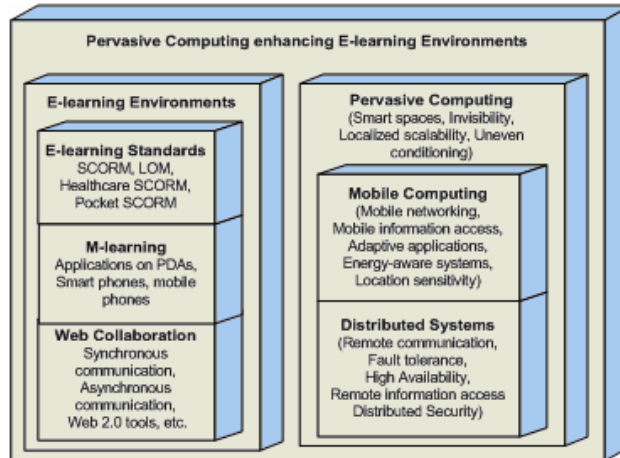 Pervasive Computing enhancing E-learning Environments
E-learning Environments
E-learning Standards
SCORM, LOM,
Healthcare SCORM,
Pocket SCORM
M-learning
Applications on PDAs,
Smart phones, mobile
phones
Web Collaboration
Synchronous
communication,
Asynchronous
communication,
Web 2.0 tools, etc.
Pervasive Computing
(Smart spaces, Invisibility,
Localized scalability, Uneven
conditioning)
Mobile Computing
(Mobile networking,
Mobile information access,
Adaptive applications,
Energy-aware systems,
Location sensitivity)
Distributed Systems
(Remote communication,
Fault tolerance,
High Availability,
Remote information access
Distributed Security)